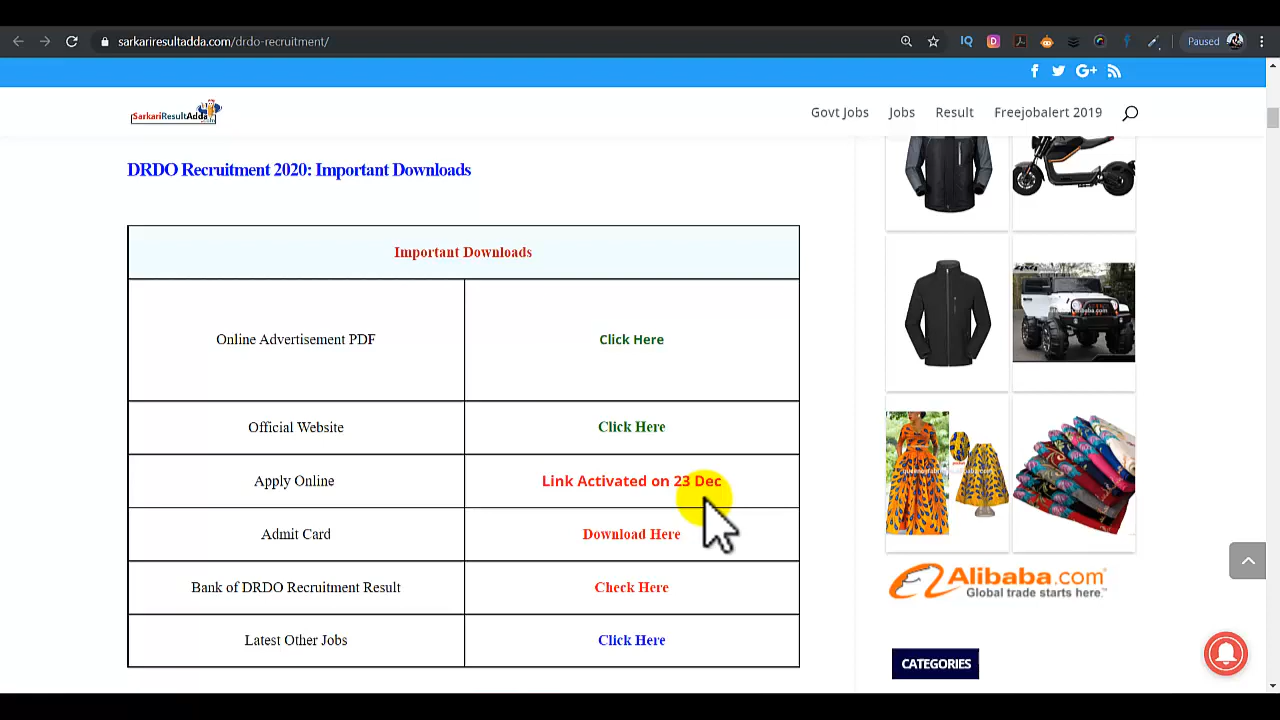 sarkariresultadda.com/drdo-recruitment/
IQ
Paused
SarkariResultAdda
Govt Jobs
Jobs
Result
Freejobalert 2019
DRDO Recruitment 2020: Important Downloads
Important Downloads
Online Advertisement PDF
Click Here
Official Website
Click Here
Apply Online
Link Activated on 23 Dec
Admit Card
Download Here
Bank of DRDO Recruitment Result
Check Here
Latest Other Jobs
Click Here
Alibaba.com
Global trade starts here.™
CATEGORIES